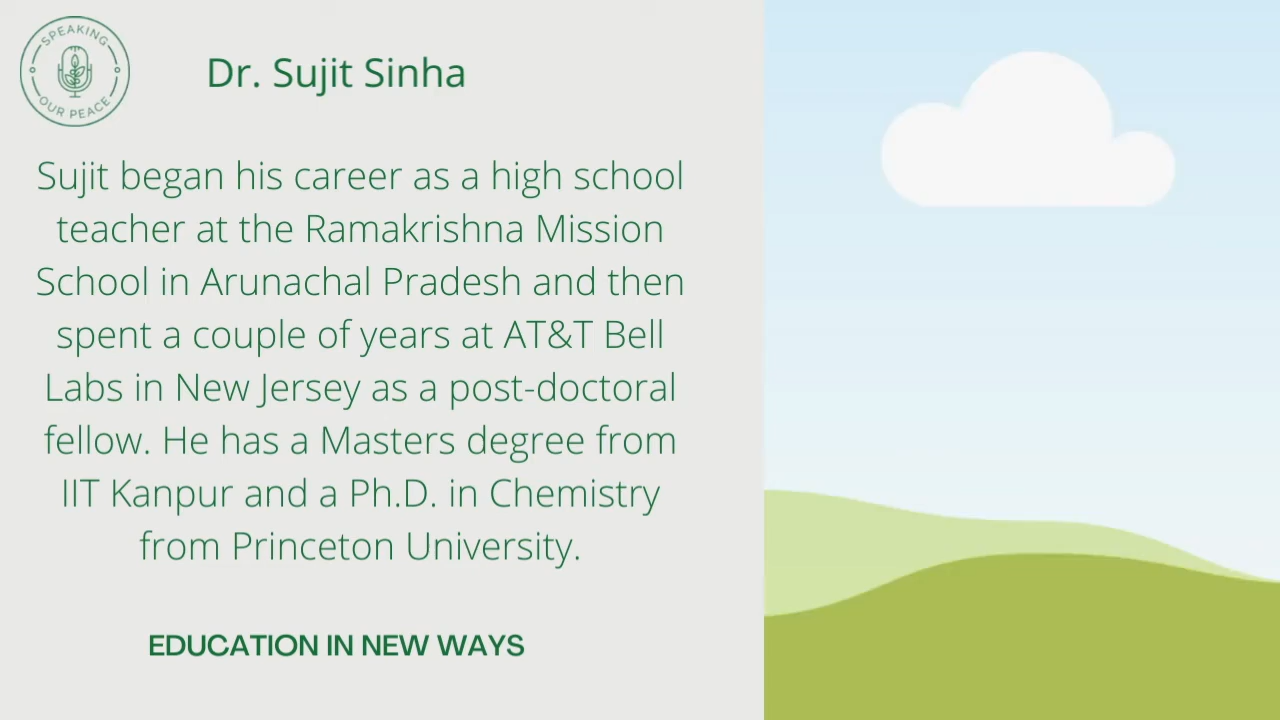 SPEAKING
OUR PEACE
Dr. Sujit Sinha
Sujit began his career as a high school
teacher at the Ramakrishna Mission
School in Arunachal Pradesh and then
spent a couple of years at AT&T Bell
Labs in New Jersey as a post-doctoral
fellow. He has a Masters degree from
IIT Kanpur and a Ph.D. in Chemistry
from Princeton University.
EDUCATION IN NEW WAYS